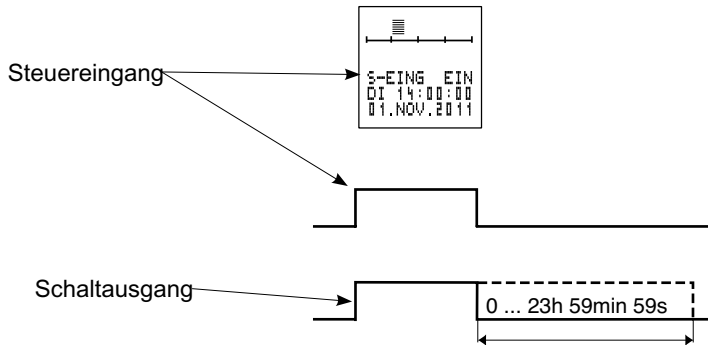 Steuereingang
S-EING EIN
DI 14:00:00
01.NOV.2011
Schaltausgang
0 ... 23h 59min 59s